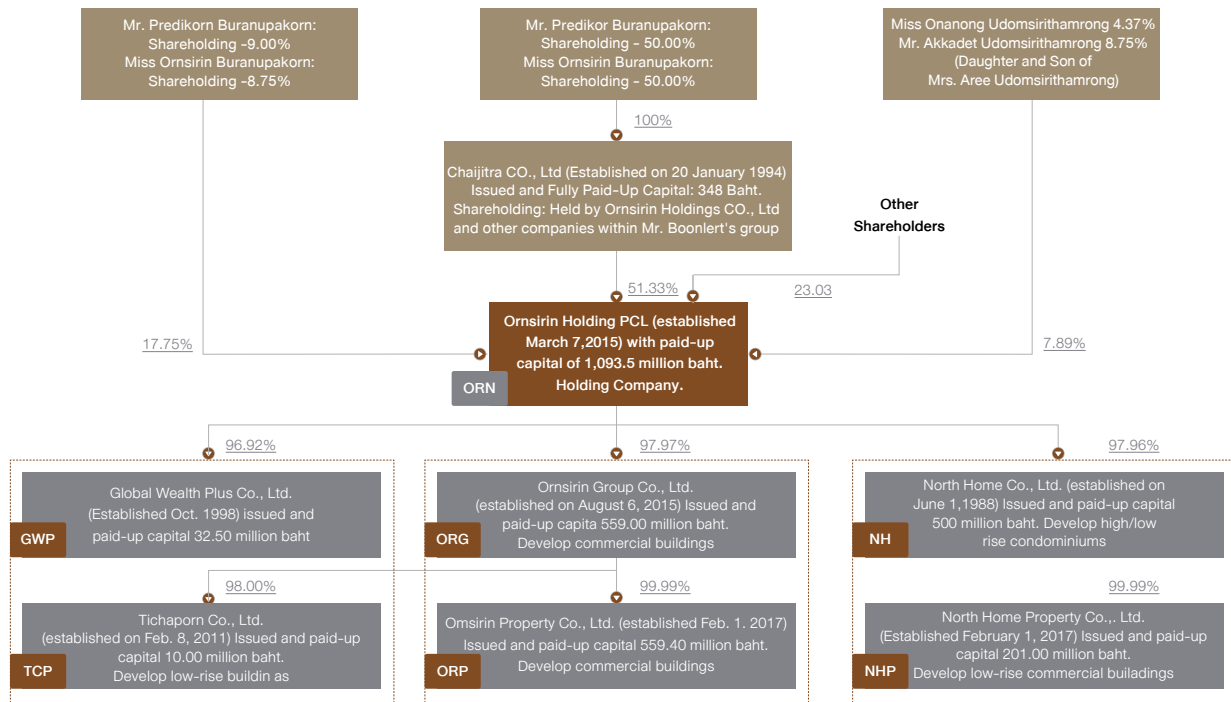 Mr. Predikorn Buranupakorn:
Shareholding -9.00%
Miss Ornsirin Buranupakorn:
Shareholding -8.75%
Mr. Predikor Buranupakorn:
Shareholding - 50.00%
Miss Ornsirin Buranupakorn:
Shareholding - 50.00%
Miss Onanong Udomsirithamrong 4.37%
Mr. Akkadet Udomsirithamrong 8.75%
(Daughter and Son of
Mrs. Aree Udomsirithamrong)
100%
Chaijitra CO., Ltd (Established on 20 January 1994)
Issued and Fully Paid-Up Capital: 348 Baht.
Shareholding: Held by Ornsirin Holdings CO., Ltd
and other companies within Mr. Boonlert's group
Other
Shareholders
51.33%
23.03
17.75%
Ornsirin Holding PCL (established
March 7,2015) with paid-up
capital of 1,093.5 million baht.
Holding Company.
ORN
7.89%
96.92%
97.97%
97.96%
Global Wealth Plus Co., Ltd.
(Established Oct. 1998) issued and
paid-up capital 32.50 million baht
GWP
Ornsirin Group Co., Ltd.
(established on August 6, 2015) Issued and
paid-up capita 559.00 million baht.
Develop commercial buildings
ORG
North Home Co., Ltd. (established on
June 1,1988) Issued and paid-up capital
500 million baht. Develop high/low
rise condominiums
NH
98.00%
99.99%
99.99%
Tichaporn Co., Ltd.
(established on Feb. 8, 2011) Issued and paid-up
capital 10.00 million baht.
Develop low-rise buildin as
TCP
Omsirin Property Co., Ltd. (established Feb. 1. 2017)
Issued and paid-up capital 559.40 million baht.
Develop commercial buildings
ORP
North Home Property Co.,. Ltd.
(Established February 1, 2017) Issued and paid-up
capital 201.00 million baht.
Develop low-rise commercial builadings
NHP